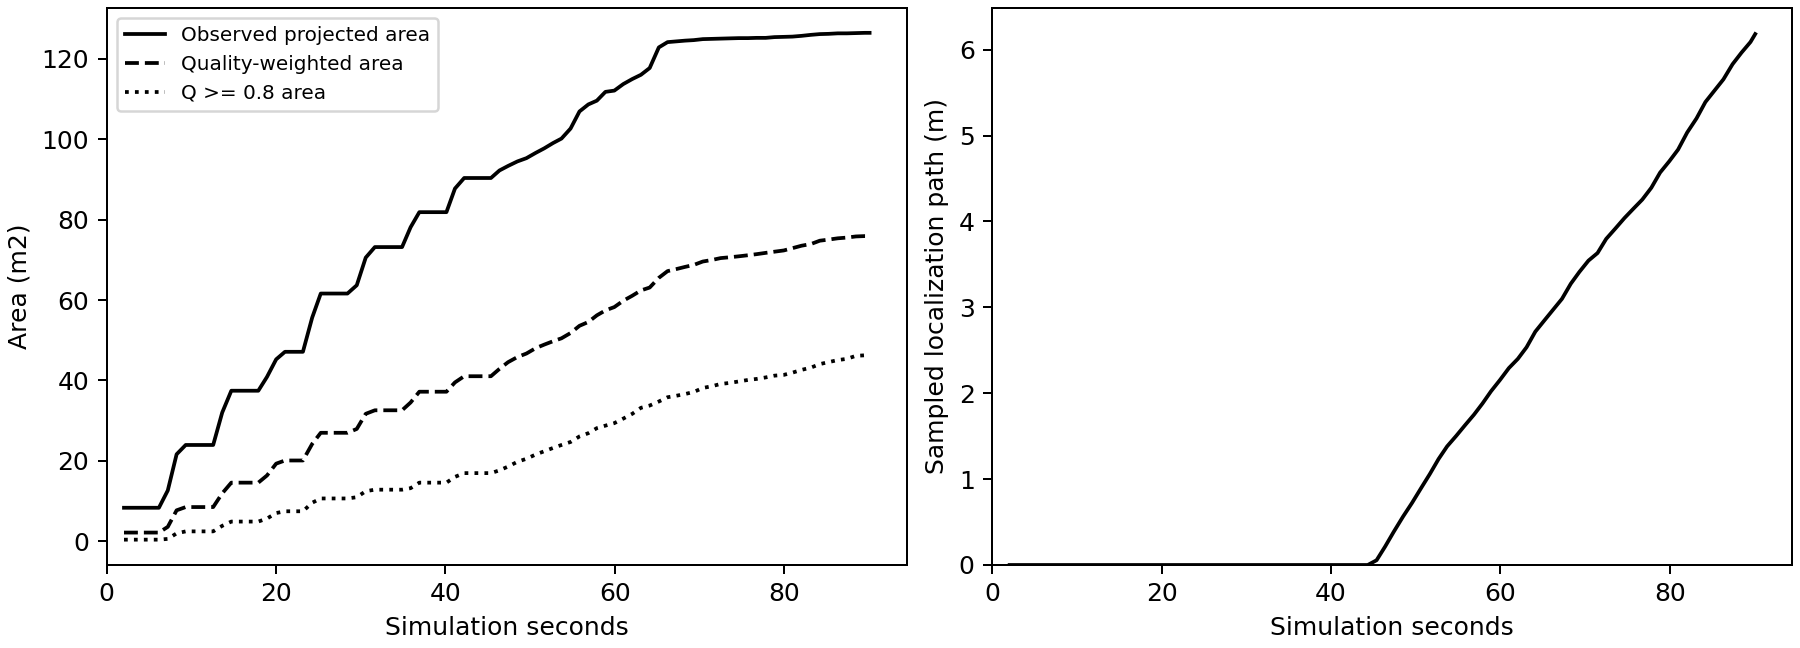 Observed projected area
Quality-weighted area
Q >= 0.8 area
120
100
80
60
40
20
0
Area (m2)
0 20 40 60 80
Simulation seconds
6
5
4
3
2
1
0
Sampled localization path (m)
0 20 40 60 80
Simulation seconds